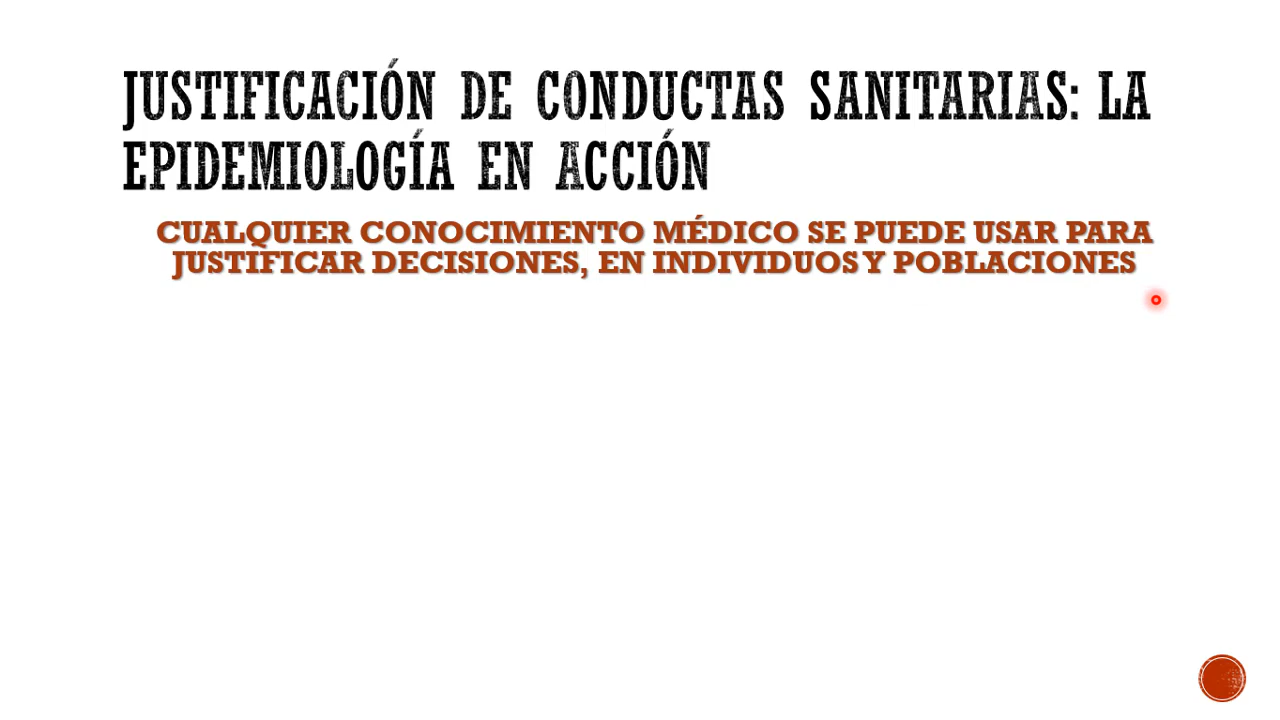 JUSTIFICACIÓN DE CONDUCTAS SANITARIAS: LA
EPIDEMIOLOGÍA EN ACCIÓN
CUALQUIER CONOCIMIENTO MÉDICO SE PUEDE USAR PARA
JUSTIFICAR DECISIONES, EN INDIVIDUOS Y POBLACIONES